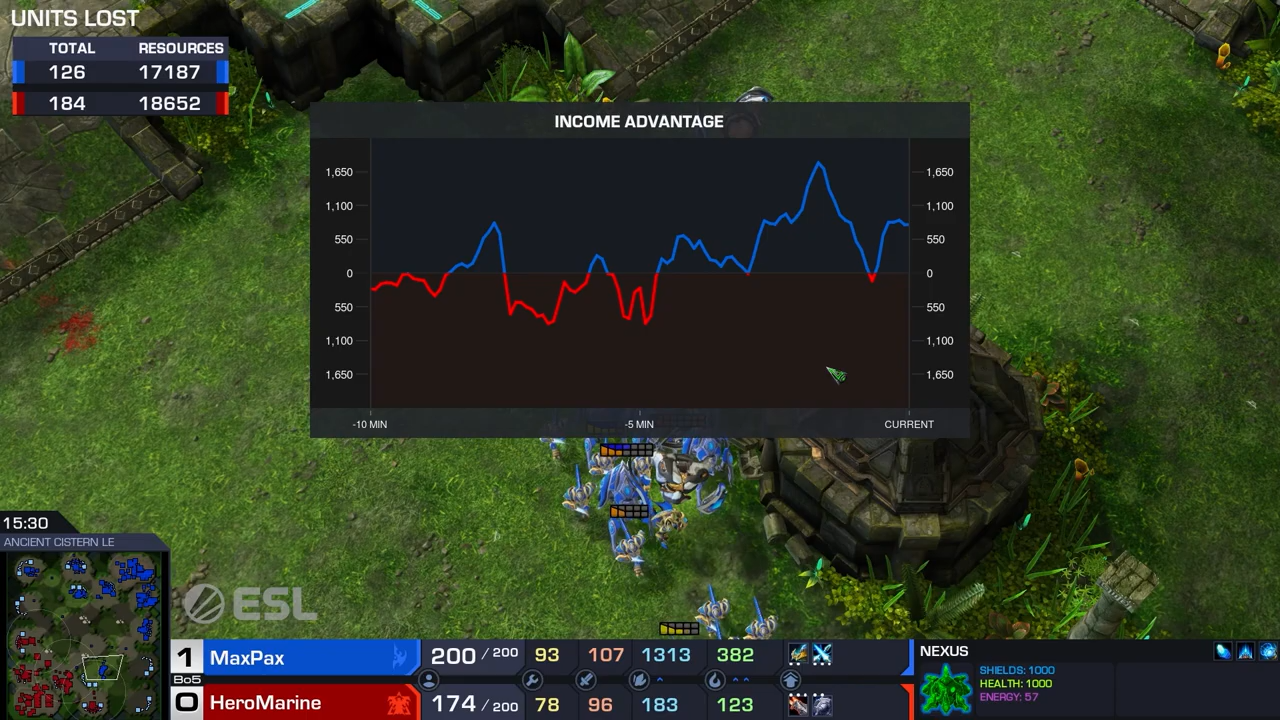 UNITS LOST
TOTAL RESOURCES
126 17187
184 18652
INCOME ADVANTAGE
1,650 1,650
1,100 1,100
550 550
0 0
550 550
1,100 1,100
1,650 1,650
-10 MIN -5 MIN CURRENT
15:30
ANCIENT CISTERN LE
ESL
1 MaxPax 200 / 200 93 107 1313 382
Bo5
0 HeroMarine 174 / 200 78 96 183 123
NEXUS
SHIELDS: 1000
HEALTH: 1000
ENERGY: 57